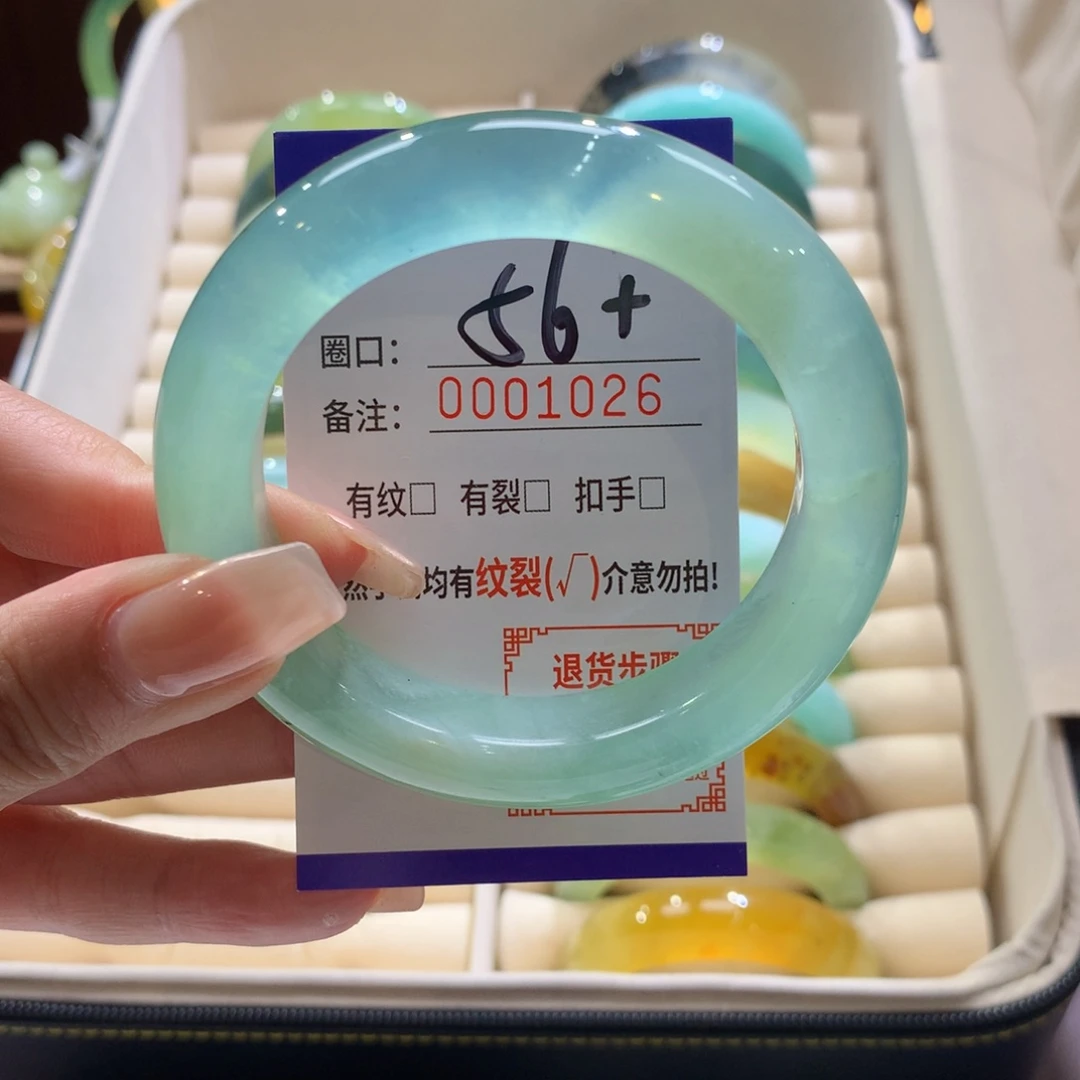 圈口： 56+
备注： 0001026
有纹□ 有裂□ 扣手□
均有纹裂(√)介意勿拍!
退货步骤